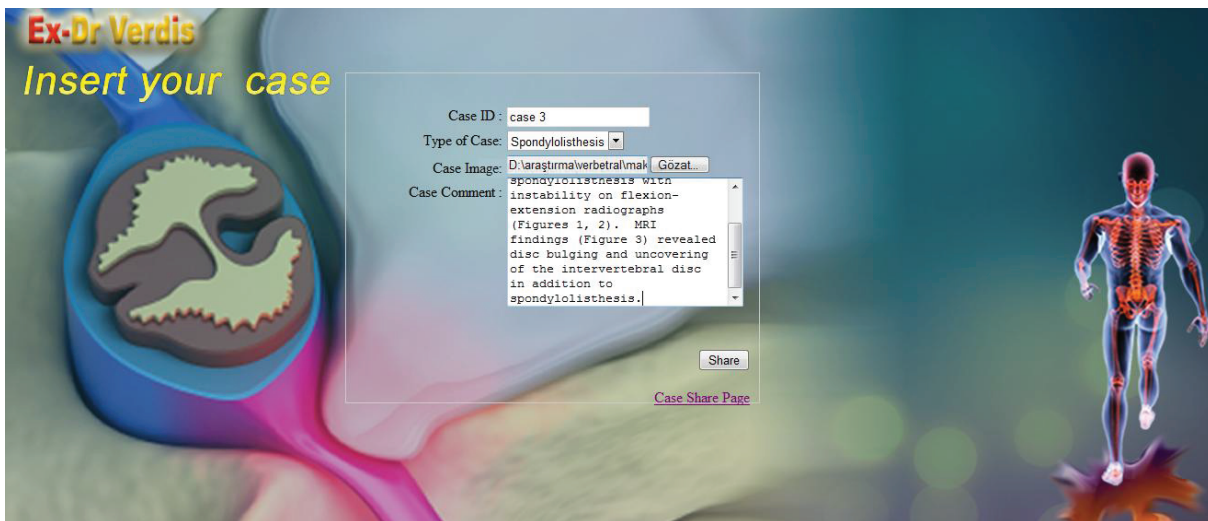 Ex-Dr Verdis
Insert your case
Case ID : case 3
Type of Case: Spondylolisthesis
Case Image: D:\araştırma\verbetral\mak Gözat...
Case Comment : spondylolisthesis with
instability on flexion-
extension radiographs
(Figures 1, 2). MRI
findings (Figure 3) revealed
disc bulging and uncovering
of the intervertebral disc
in addition to
spondylolisthesis.
Share
Case Share Page